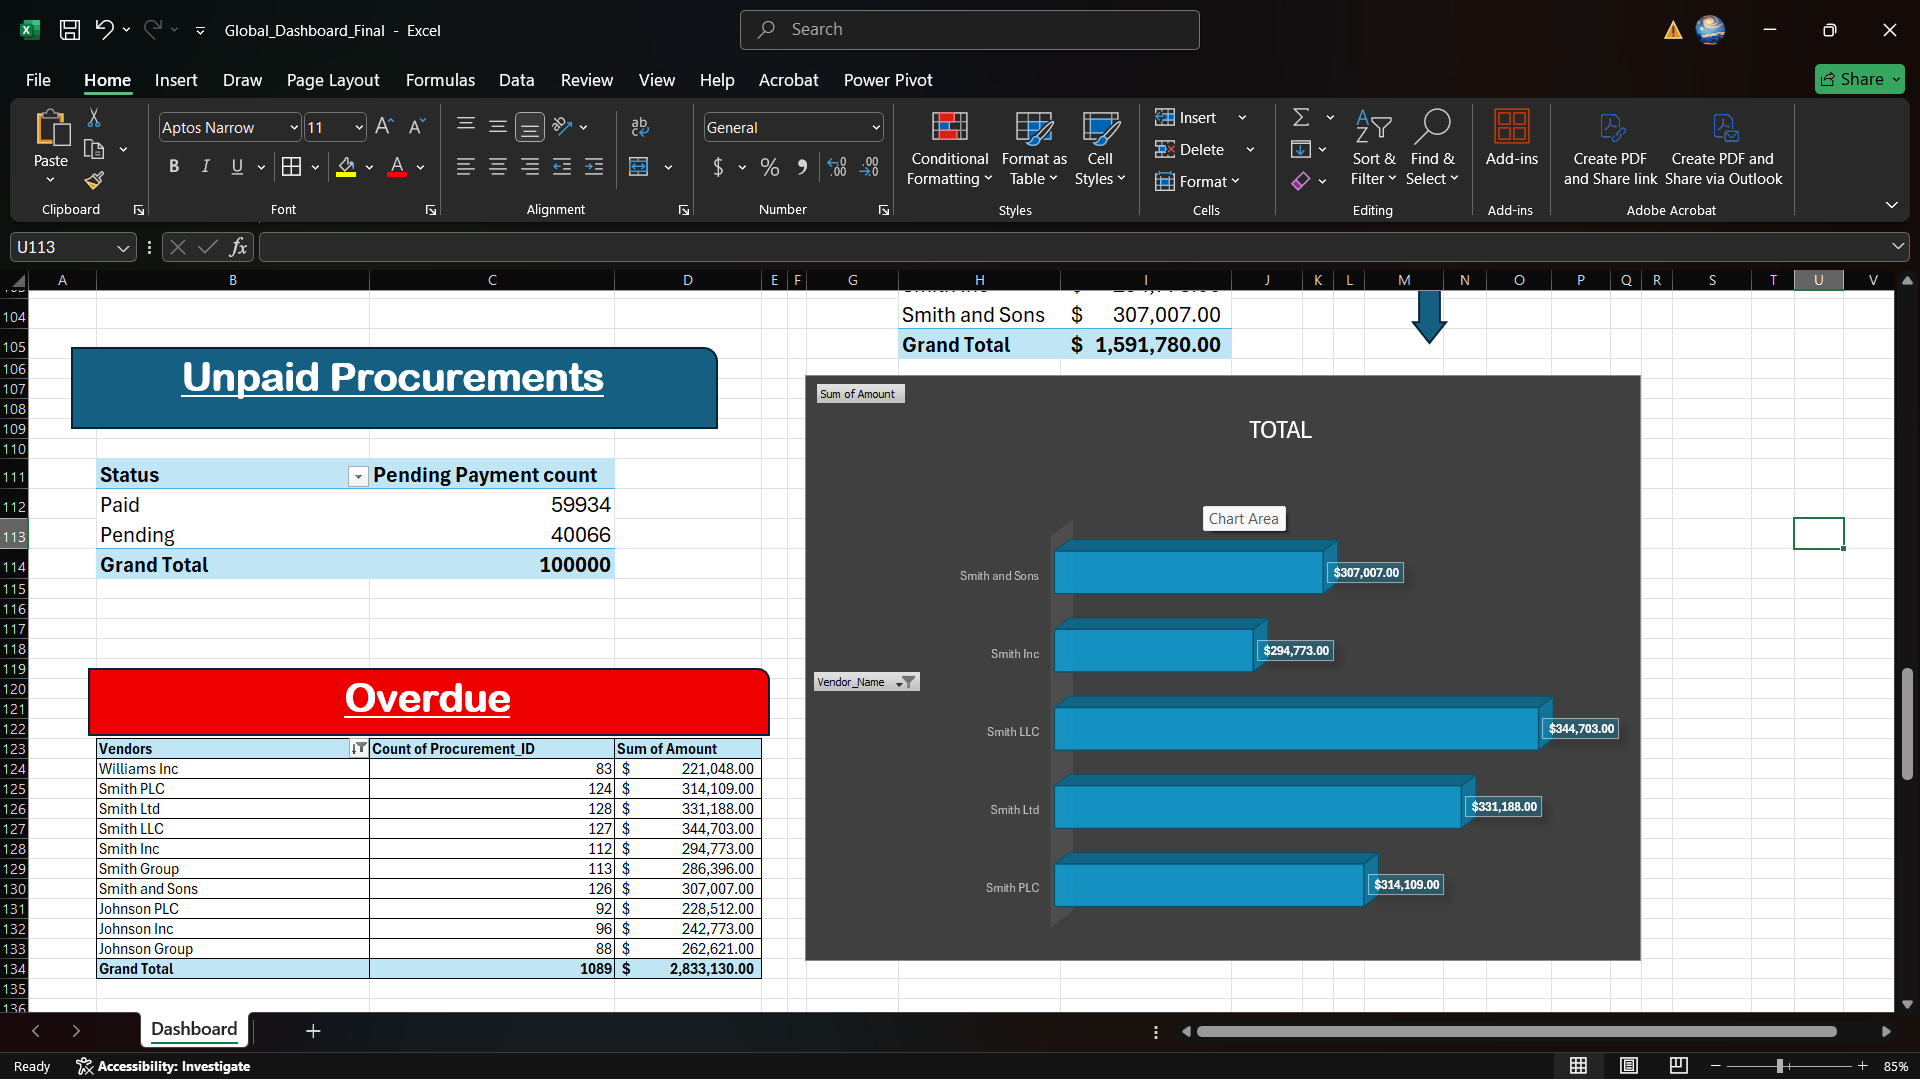 Global_Dashboard_Final - Excel
Search
File Home Insert Draw Page Layout Formulas Data Review View Help Acrobat Power Pivot
Share
Paste
Clipboard
Aptos Narrow 11
B I U
Font
Alignment
General
$ % 9
Number
Conditional Formatting
Format as Table
Cell Styles
Styles
Insert
Delete
Format
Cells
Sort & Filter
Find & Select
Editing
Add-ins
Add-ins
Create PDF and Share link
Create PDF and Share via Outlook
Adobe Acrobat
U113
fx
A B C D E F G H I J K L M N O P Q R S T U V
104 Smith and Sons $ 307,007.00
105 Grand Total $ 1,591,780.00
106
107
108
109
110
Unpaid Procurements
111 Status Pending Payment count
112 Paid 59934
113 Pending 40066
114 Grand Total 100000
115
116
117
118
119
120
121
122
Overdue
123 Vendors Count of Procurement_ID Sum of Amount
124 Williams Inc 83 $ 221,048.00
125 Smith PLC 124 $ 314,109.00
126 Smith Ltd 128 $ 331,188.00
127 Smith LLC 127 $ 344,703.00
128 Smith Inc 112 $ 294,773.00
129 Smith Group 113 $ 286,396.00
130 Smith and Sons 126 $ 307,007.00
131 Johnson PLC 92 $ 228,512.00
132 Johnson Inc 96 $ 242,773.00
133 Johnson Group 88 $ 262,621.00
134 Grand Total 1089 $ 2,833,130.00
135
136
Sum of Amount
TOTAL
Chart Area
Smith and Sons $307,007.00
Smith Inc $294,773.00
Vendor_Name
Smith LLC $344,703.00
Smith Ltd $331,188.00
Smith PLC $314,109.00
Dashboard
Ready
Accessibility: Investigate
85%